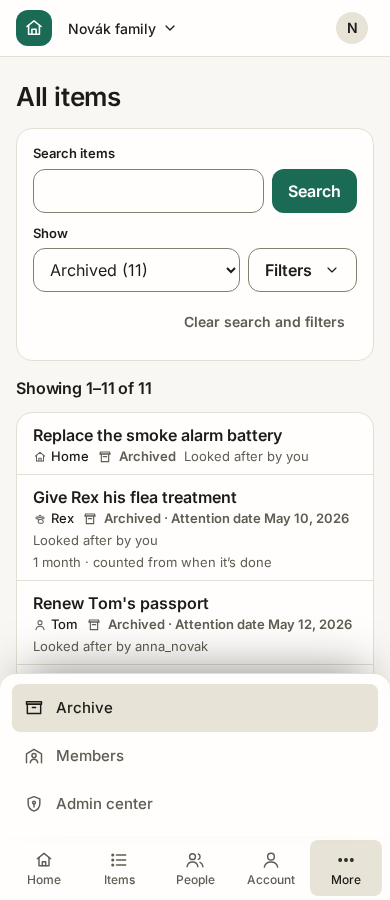 Novák family
N
All items
Search items
Search
Show
Archived (11)
Filters
Clear search and filters
Showing 1–11 of 11
Replace the smoke alarm battery
Home Archived Looked after by you
Give Rex his flea treatment
Rex Archived · Attention date May 10, 2026
Looked after by you
1 month · counted from when it’s done
Renew Tom's passport
Tom Archived · Attention date May 12, 2026
Looked after by anna_novak
Archive
Members
Admin center
Home Items People Account More